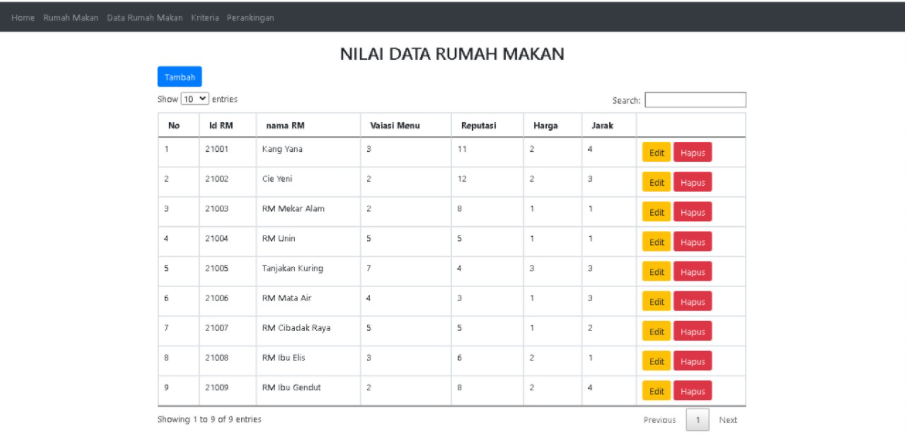 Home Rumah Makan Data Rumah Makan Kriteria Perankingan
NILAI DATA RUMAH MAKAN
Tambah
Show 10 entries Search:
No Id RM nama RM Vaiasi Menu Reputasi Harga Jarak
1 21001 Kang Yana 3 11 2 4 Edit Hapus
2 21002 Cie Yeni 2 12 2 3 Edit Hapus
3 21003 RM Mekar Alam 2 8 1 1 Edit Hapus
4 21004 RM Unin 5 5 1 1 Edit Hapus
5 21005 Tanjakan Kuring 7 4 3 3 Edit Hapus
6 21006 RM Mata Air 4 3 1 3 Edit Hapus
7 21007 RM Cibadak Raya 5 5 1 2 Edit Hapus
8 21008 RM Ibu Elis 3 6 2 1 Edit Hapus
9 21009 RM Ibu Gendut 2 8 2 4 Edit Hapus
Showing 1 to 9 of 9 entries Previous 1 Next